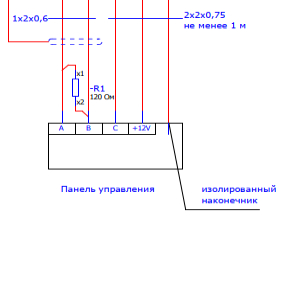 1x2x0,6
2x2x0,75
не менее 1 м
x1
-R1
120 Ом
x2
A
B
C
+12V
Панель управления
изолированный
наконечник